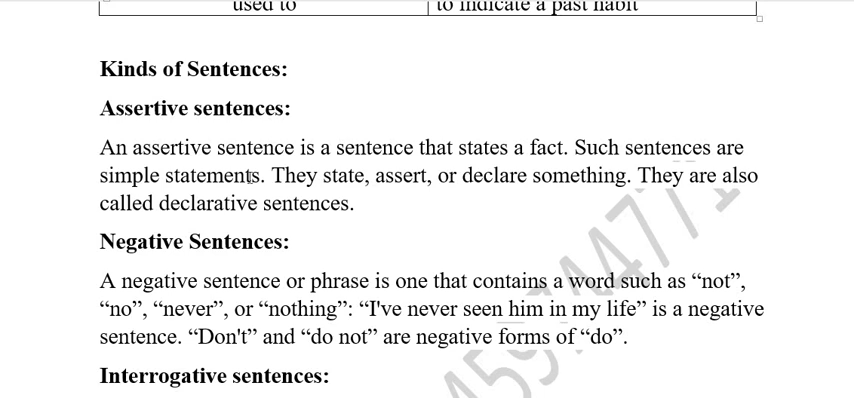 used to to indicate a past habit
Kinds of Sentences:
Assertive sentences:
An assertive sentence is a sentence that states a fact. Such sentences are
simple statements. They state, assert, or declare something. They are also
called declarative sentences.
Negative Sentences:
A negative sentence or phrase is one that contains a word such as “not”,
“no”, “never”, or “nothing”: “I've never seen him in my life” is a negative
sentence. “Don't” and “do not” are negative forms of “do”.
Interrogative sentences: